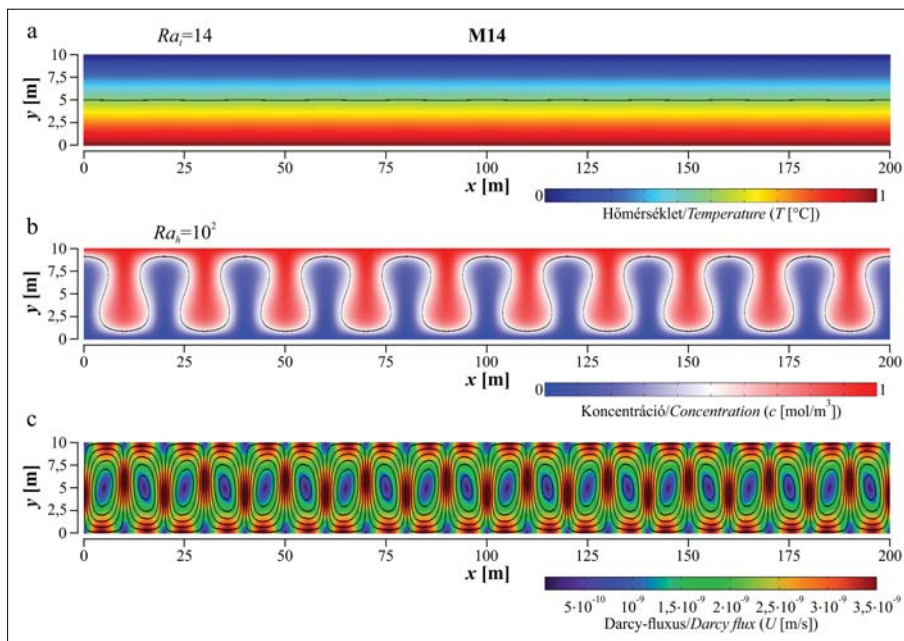 a
Ra_t=14
M14
10
7,5
5
2,5
0
y [m]
0 25 50 75 100 125 150 175 200
x [m]
0 1
Hőmérséklet/Temperature (T [°C])
b
Ra_h=10²
10
7,5
5
2,5
0
y [m]
0 25 50 75 100 125 150 175 200
x [m]
0 1
Koncentráció/Concentration (c [mol/m³])
c
10
7,5
5
2,5
0
y [m]
0 25 50 75 100 125 150 175 200
x [m]
5·10⁻¹⁰ 10⁻⁹ 1,5·10⁻⁹ 2·10⁻⁹ 2,5·10⁻⁹ 3·10⁻⁹ 3,5·10⁻⁹
Darcy-fluxus/Darcy flux (U [m/s])